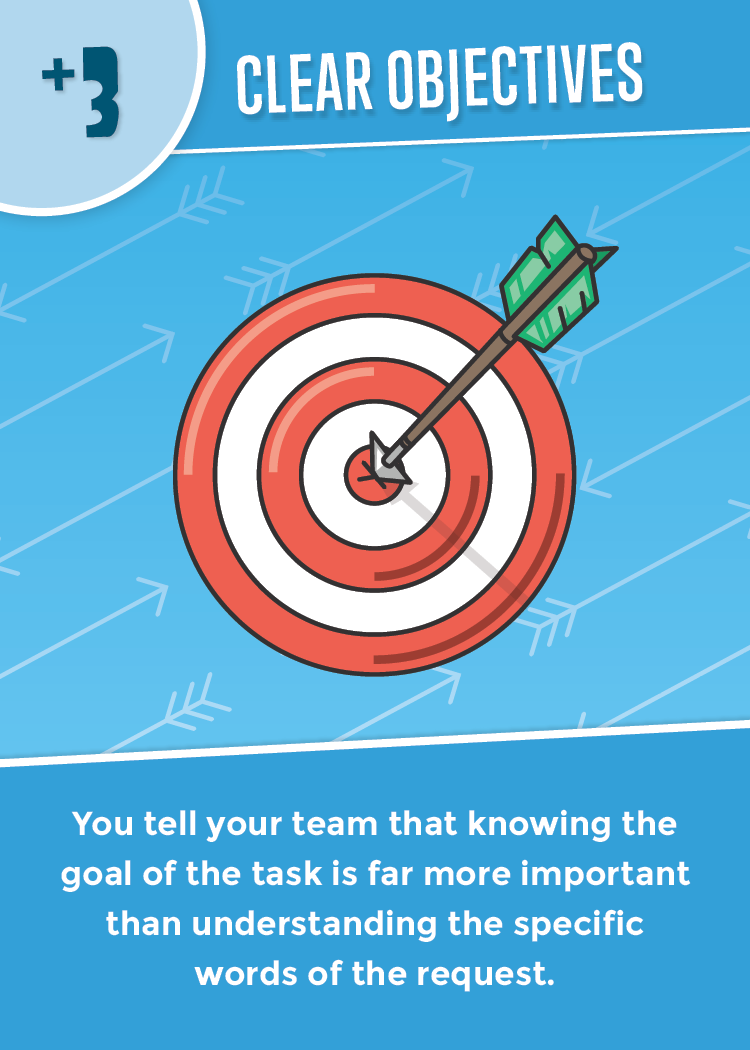 +3
CLEAR OBJECTIVES
You tell your team that knowing the
goal of the task is far more important
than understanding the specific
words of the request.